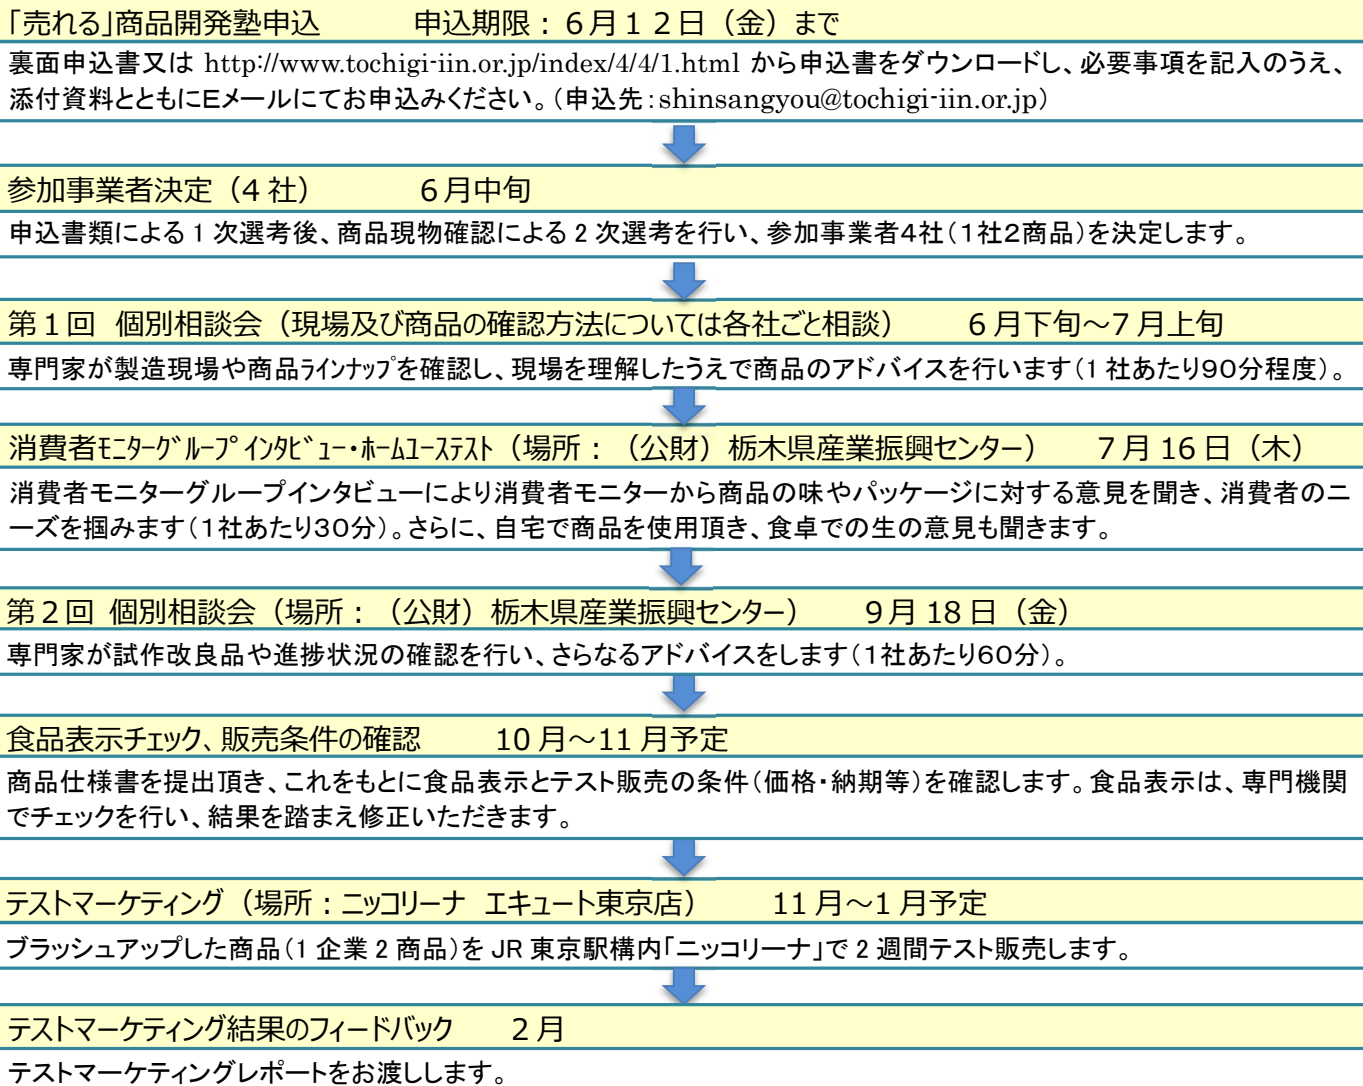 「売れる」商品開発塾申込　　　申込期限：６月１２日（金）まで
裏面申込書又は http://www.tochigi-iin.or.jp/index/4/4/1.html から申込書をダウンロードし、必要事項を記入のうえ、
添付資料とともにEメールにてお申込みください。（申込先：shinsangyou@tochigi-iin.or.jp）
参加事業者決定（４社）　　　６月中旬
申込書類による１次選考後、商品現物確認による２次選考を行い、参加事業者４社（１社２商品）を決定します。
第１回　個別相談会（現場及び商品の確認方法については各社ごと相談）　　６月下旬～７月上旬
専門家が製造現場や商品ﾗｲﾝﾅｯﾌﾟを確認し、現場を理解したうえで商品のアドバイスを行います（１社あたり９０分程度）。
消費者ﾓﾆﾀｰｸﾞﾙｰﾌﾟｲﾝﾀﾋﾞｭｰ・ﾎｰﾑﾕｰｽﾃｽﾄ（場所：（公財）栃木県産業振興センター）　　７月 16 日（木）
消費者モニターグループインタビューにより消費者モニターから商品の味やパッケージに対する意見を聞き、消費者のニ
ーズを掴みます（１社あたり３０分）。さらに、自宅で商品を使用頂き、食卓での生の意見も聞きます。
第２回 個別相談会（場所：（公財）栃木県産業振興センター）　　９月 18 日（金）
専門家が試作改良品や進捗状況の確認を行い、さらなるアドバイスをします（１社あたり６０分）。
食品表示チェック、販売条件の確認　　　10 月～11 月予定
商品仕様書を提出頂き、これをもとに食品表示とテスト販売の条件（価格・納期等）を確認します。食品表示は、専門機関
でチェックを行い、結果を踏まえ修正いただきます。
テストマーケティング（場所：ニッコリーナ　エキュート東京店）　　　11 月～１月予定
ブラッシュアップした商品（１企業２商品）を JR 東京駅構内「ニッコリーナ」で２週間テスト販売します。
テストマーケティング結果のフィードバック　　２月
テストマーケティングレポートをお渡しします。